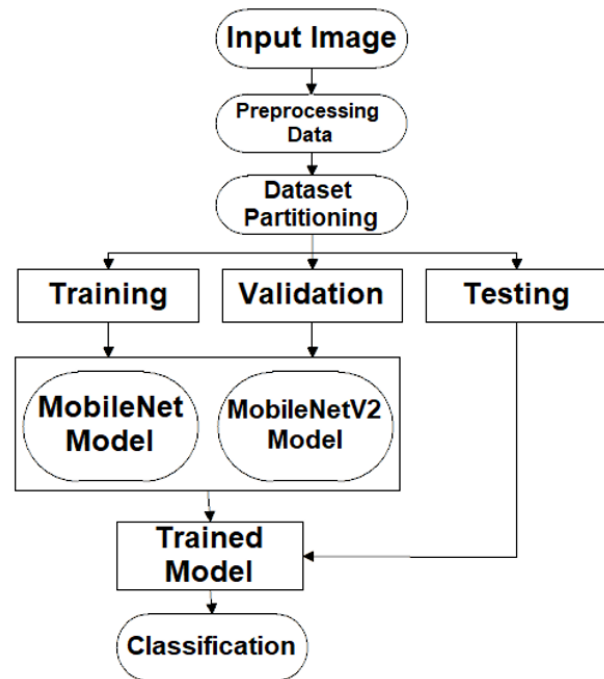 Input Image
Preprocessing
Data
Dataset
Partitioning
Training
Validation
Testing
MobileNet
Model
MobileNetV2
Model
Trained
Model
Classification